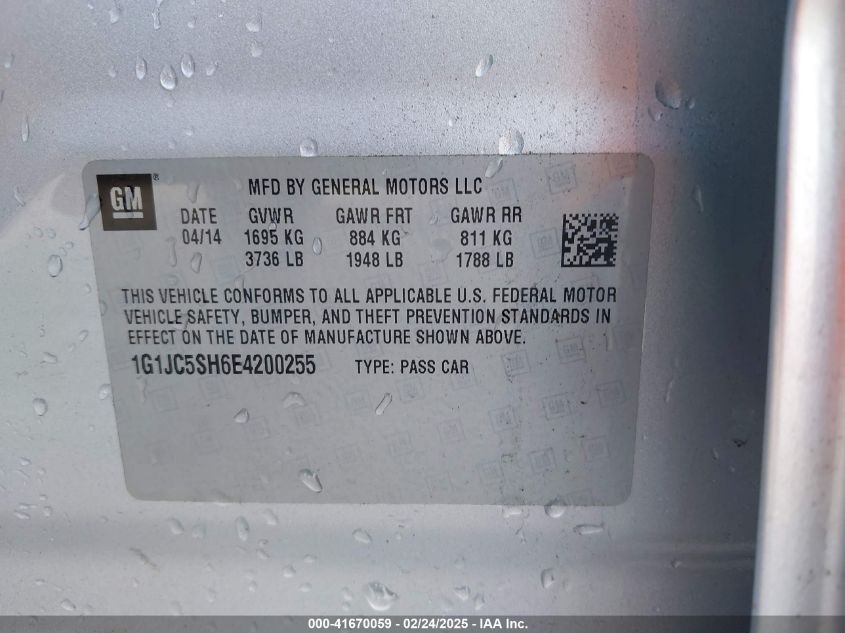 GM®
MFD BY GENERAL MOTORS LLC
DATE GVWR GAWR FRT GAWR RR
04/14 1695 KG 884 KG 811 KG
3736 LB 1948 LB 1788 LB
THIS VEHICLE CONFORMS TO ALL APPLICABLE U.S. FEDERAL MOTOR
VEHICLE SAFETY, BUMPER, AND THEFT PREVENTION STANDARDS IN
EFFECT ON THE DATE OF MANUFACTURE SHOWN ABOVE.
1G1JC5SH6E4200255 TYPE: PASS CAR
000-41670059 - 02/24/2025 - IAA Inc.